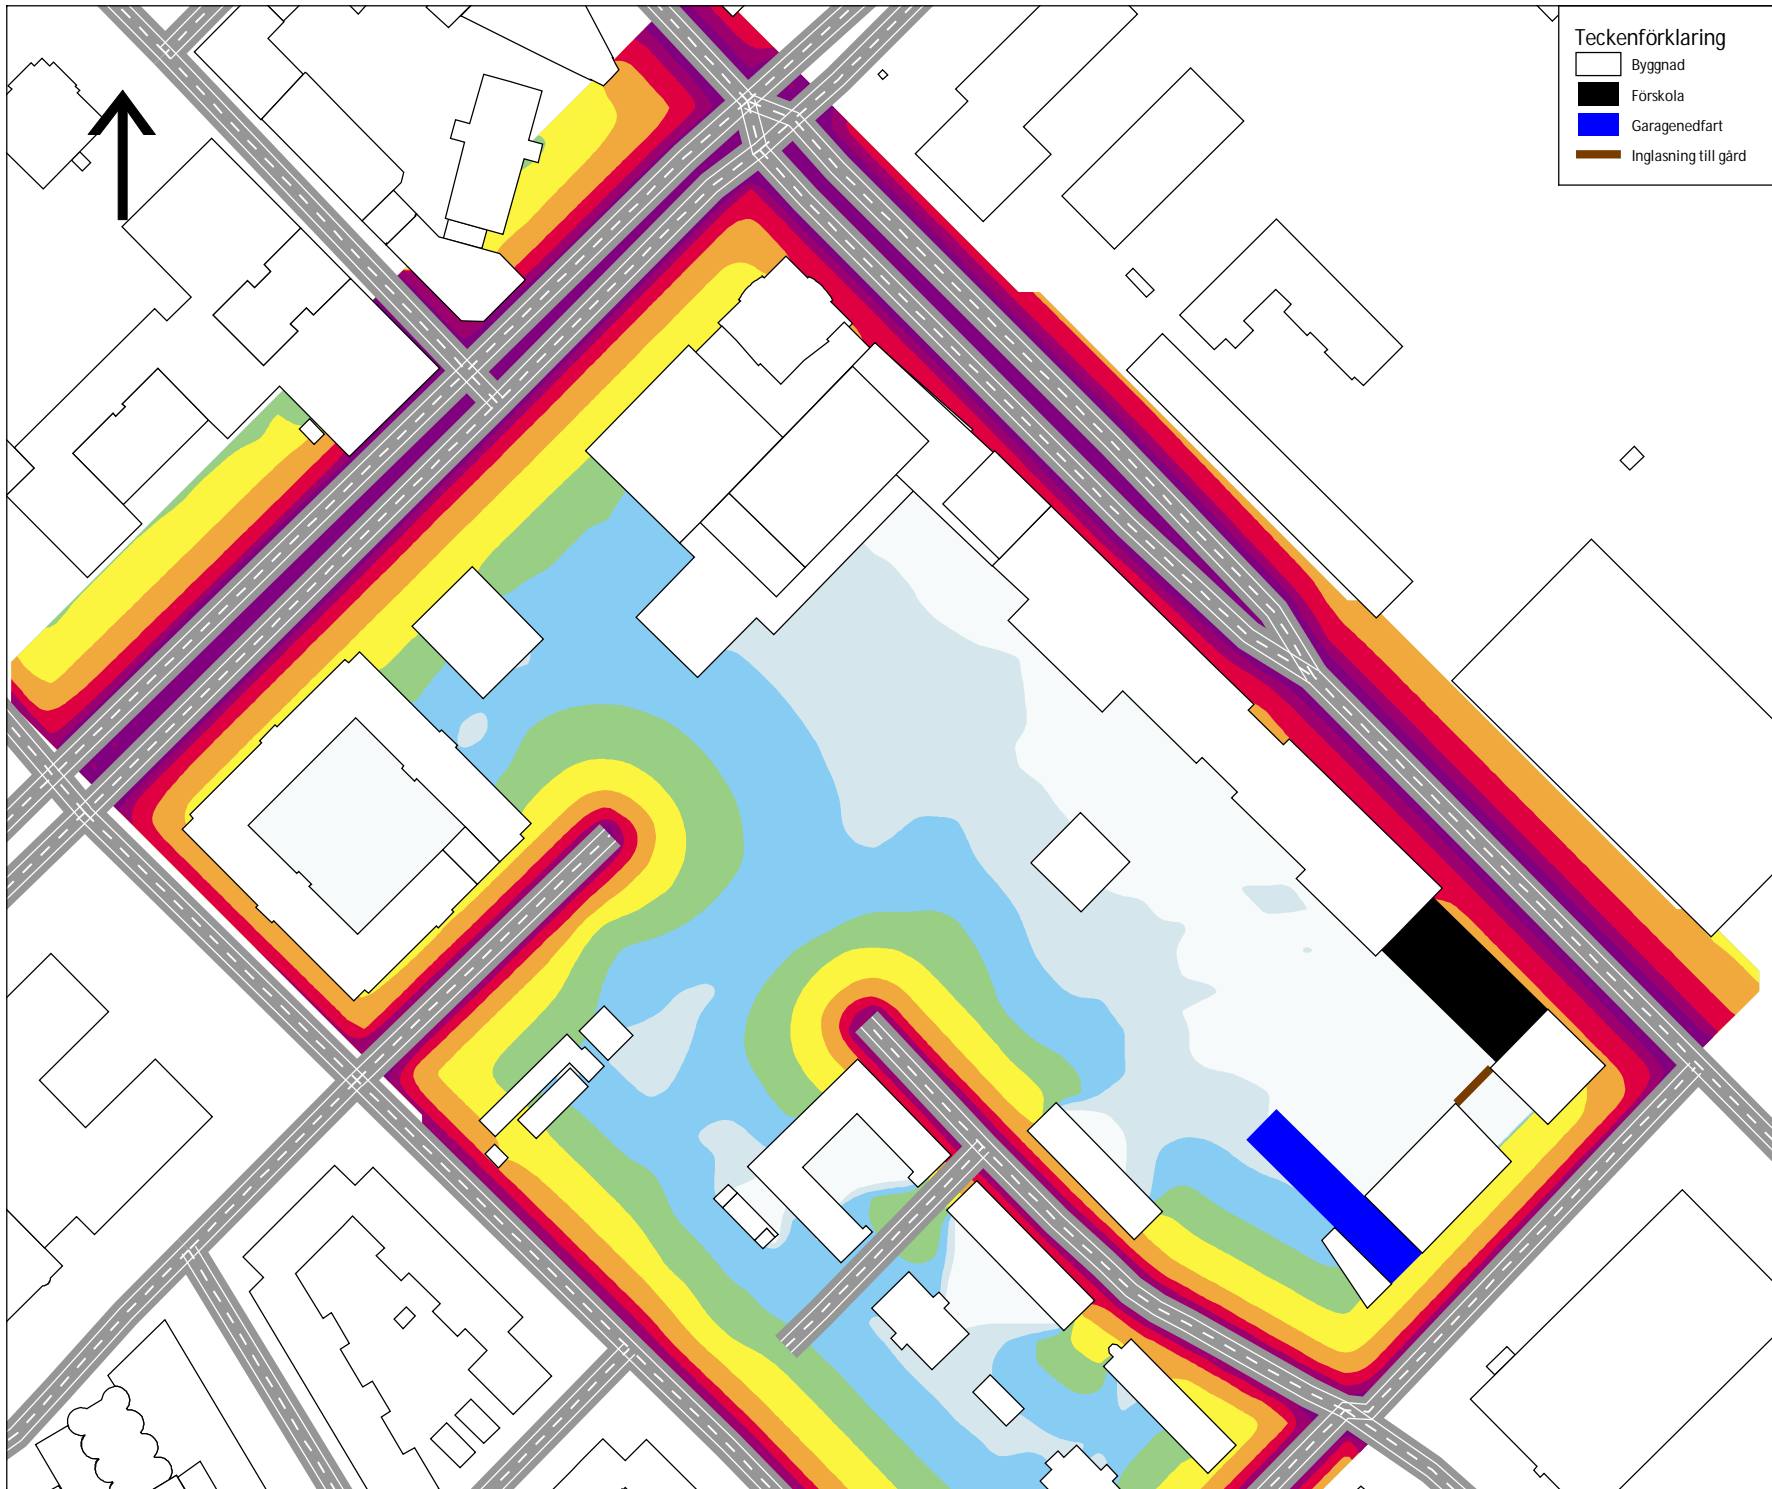 Teckenförklaring
Byggnad
Förskola
Garagenedfart
Inglasning till gård